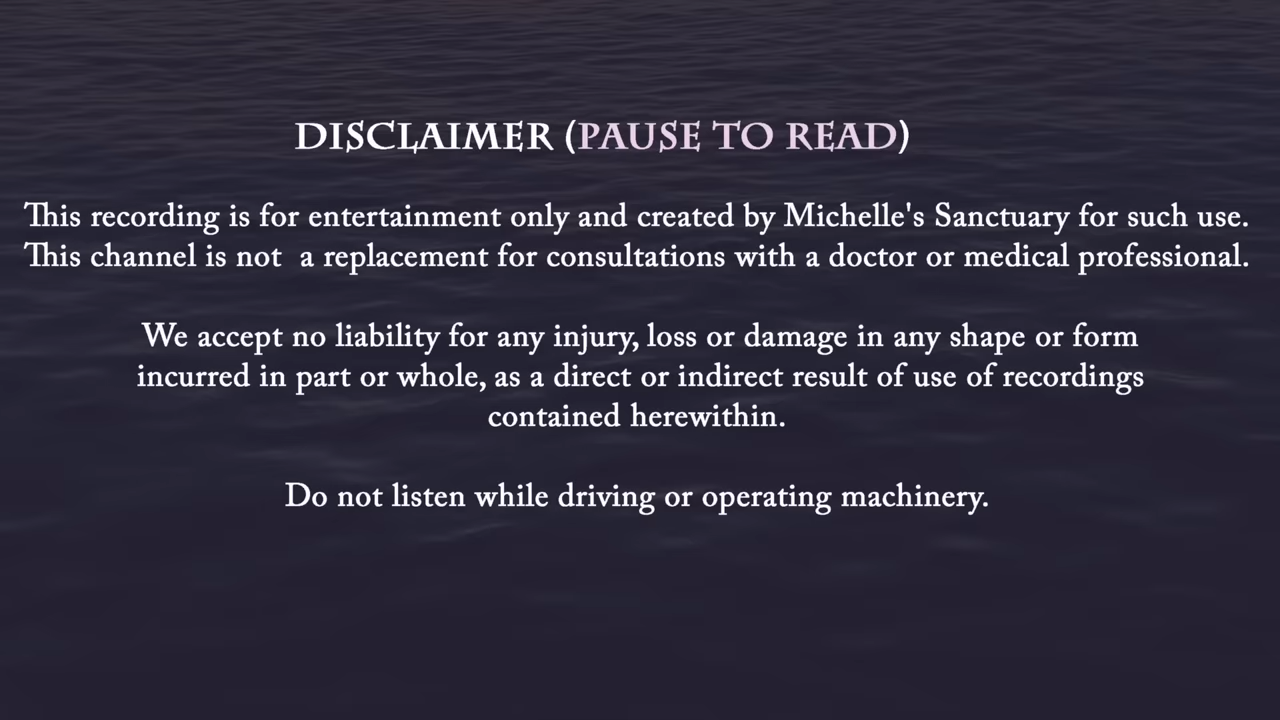 DISCLAIMER (PAUSE TO READ)
This recording is for entertainment only and created by Michelle's Sanctuary for such use.
This channel is not  a replacement for consultations with a doctor or medical professional.
We accept no liability for any injury, loss or damage in any shape or form
incurred in part or whole, as a direct or indirect result of use of recordings
contained herewithin.
Do not listen while driving or operating machinery.